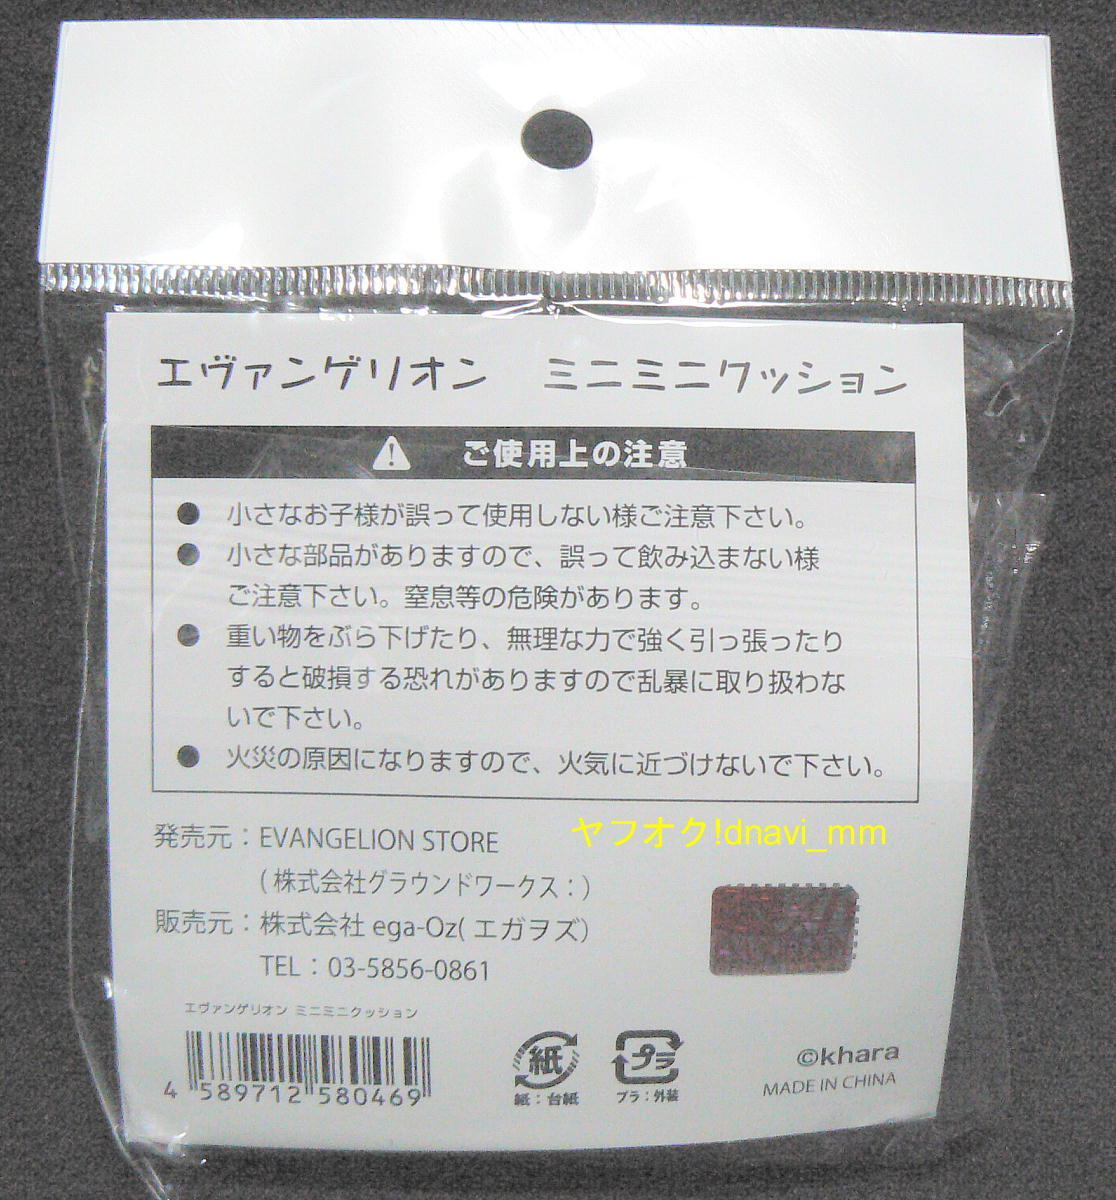 エヴァンゲリオン　ミニミニクッション
ご使用上の注意
● 小さなお子様が誤って使用しない様ご注意下さい。
● 小さな部品がありますので、誤って飲み込まない様
ご注意下さい。窒息等の危険があります。
● 重い物をぶら下げたり、無理な力で強く引っ張ったり
すると破損する恐れがありますので乱暴に取り扱わな
いで下さい。
● 火災の原因になりますので、火気に近づけないで下さい。
発売元：EVANGELION STORE
(株式会社グラウンドワークス：)
販売元：株式会社 ega-Oz(エガヲズ)
TEL：03-5856-0861
ヤフオク!dnavi_mm
エヴァンゲリオン ミニミニクッション
4 589712 580469
紙
紙：台紙
プラ
プラ：外装
©khara
MADE IN CHINA